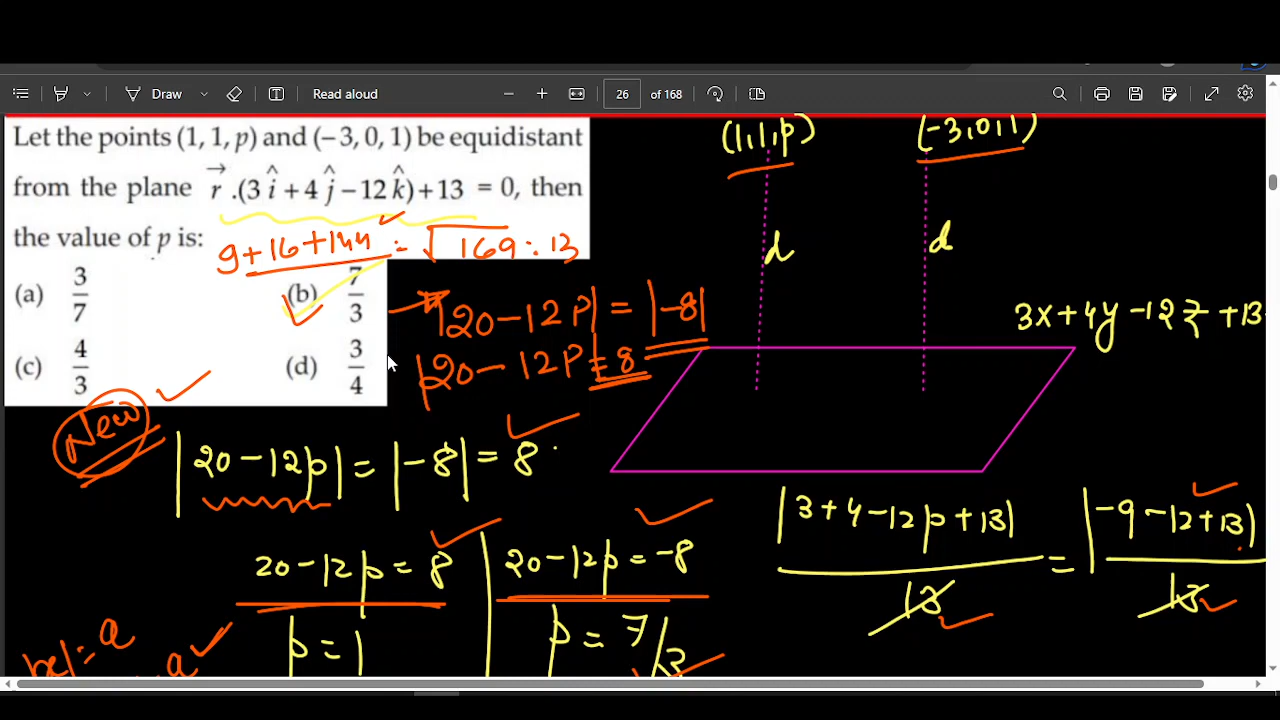 Draw
Read aloud
26 of 168
Let the points (1, 1, p) and (−3, 0, 1) be equidistant
from the plane r⃗ .(3 î + 4 ĵ − 12 k̂) + 13 = 0, then
the value of p is:
9+16+144 = √169 : 13
(a) 3/7
(b) 7/3
(c) 4/3
(d) 3/4
|20−12p| = |−8|
|20−12p|=8
New
|20−12p| = |−8| = 8
20−12p = 8
20−12p = −8
p = 1
p = 7/3
= a
a
(1,1,p)
(−3,0,1)
d
d
3x+4y−12z+13
|3+4−12p+13|/13 = |−9−12+13|/13